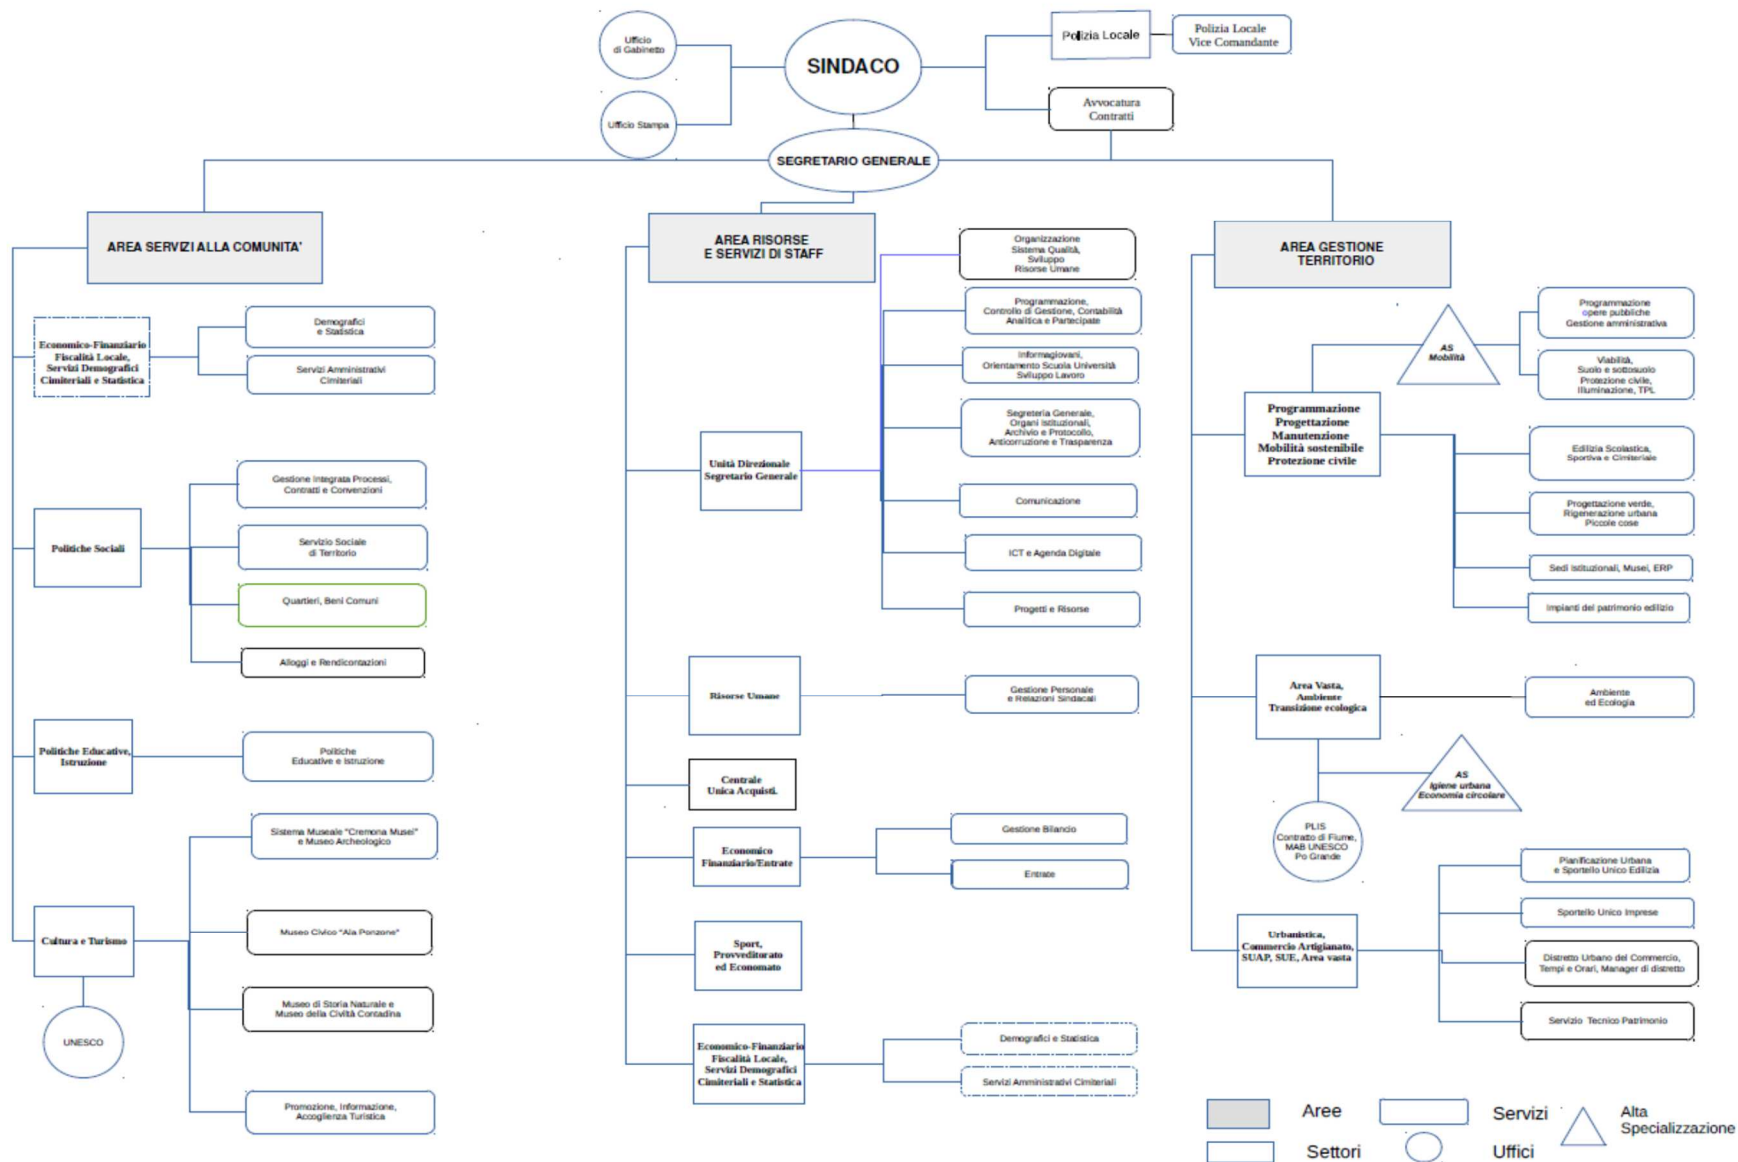 Ufficio
di Gabinetto
SINDACO
Polizia Locale
Polizia Locale
Vice Comandante
Ufficio Stampa
Avvocatura
Contratti
SEGRETARIO GENERALE
AREA SERVIZI ALLA COMUNITA'
Economico-Finanziario
Fiscalità Locale,
Servizi Demografici
Cimiteriali e Statistica
Demografici
e Statistica
Servizi Amministrativi
Cimiteriali
Politiche Sociali
Gestione Integrata Processi,
Contratti e Convenzioni
Servizio Sociale
di Territorio
Quartieri, Beni Comuni
Alloggi e Rendicontazioni
Politiche Educative,
Istruzione
Politiche
Educative e Istruzione
Cultura e Turismo
Sistema Museale "Cremona Musei"
e Museo Archeologico
Museo Civico "Ala Ponzone"
Museo di Storia Naturale e
Museo della Civiltà Contadina
Promozione, Informazione,
Accoglienza Turistica
UNESCO
AREA RISORSE
E SERVIZI DI STAFF
Unità Direzionale
Segretario Generale
Organizzazione
Sistema Qualità,
Sviluppo
Risorse Umane
Programmazione,
Controllo di Gestione, Contabilità
Analitica e Partecipate
Informagiovani,
Orientamento Scuola Università
Sviluppo Lavoro
Segreteria Generale,
Organi Istituzionali,
Archivio e Protocollo,
Anticorruzione e Trasparenza
Comunicazione
ICT e Agenda Digitale
Progetti e Risorse
Risorse Umane
Gestione Personale
e Relazioni Sindacati
Centrale
Unica Acquisti.
Economico
Finanziario/Entrate
Gestione Bilancio
Entrate
Sport,
Provveditorato
ed Economato
Economico-Finanziario
Fiscalità Locale,
Servizi Demografici
Cimiteriali e Statistica
Demografici e Statistica
Servizi Amministrativi Cimiteriali
AREA GESTIONE
TERRITORIO
AS
Mobilità
Programmazione
opere pubbliche
Gestione amministrativa
Viabilità,
Suolo e sottosuolo
Protezione civile,
Illuminazione, TPL
Programmazione
Progettazione
Manutenzione
Mobilità sostenibile
Protezione civile
Edilizia Scolastica,
Sportiva e Cimiteriale
Progettazione verde,
Rigenerazione urbana
Piccole cose
Sedi Istituzionali, Musei, ERP
Impianti del patrimonio edilizio
Area Vasta,
Ambiente
Transizione ecologica
Ambiente
ed Ecologia
AS
Igiene urbana
Economia circolare
PLIS
Contratto di Fiume,
MAB UNESCO
Po Grande
Urbanistica,
Commercio Artigianato,
SUAP, SUE, Area vasta
Pianificazione Urbana
e Sportello Unico Edilizia
Sportello Unico Imprese
Distretto Urbano del Commercio,
Tempi e Orari, Manager di distretto
Servizio Tecnico Patrimonio
Aree
Servizi
Alta
Specializzazione
Settori
Uffici